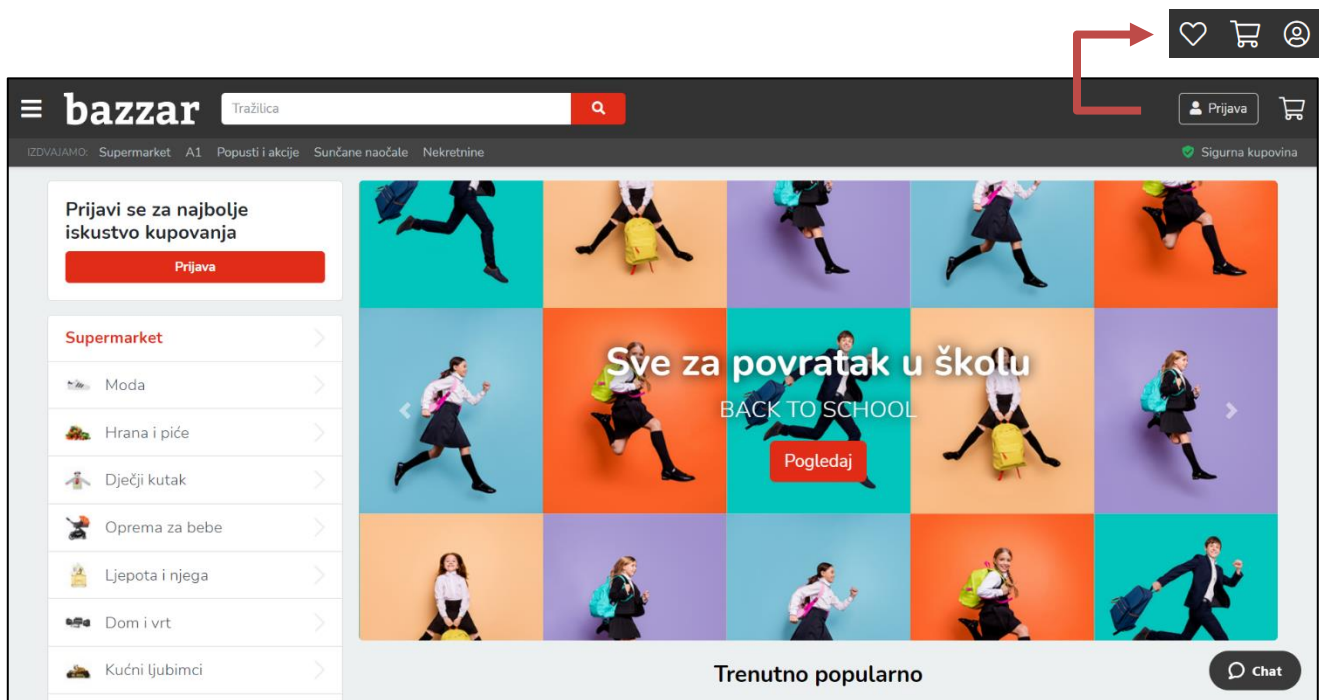 bazzar
Tražilica
Prijava
IZDVAJAMO: Supermarket A1 Popusti i akcije Sunčane naočale Nekretnine
Sigurna kupovina
Prijavi se za najbolje
iskustvo kupovanja
Prijava
Supermarket
Moda
Hrana i piće
Dječji kutak
Oprema za bebe
Ljepota i njega
Dom i vrt
Kućni ljubimci
Sve za povratak u školu
BACK TO SCHOOL
Pogledaj
Trenutno popularno
Chat